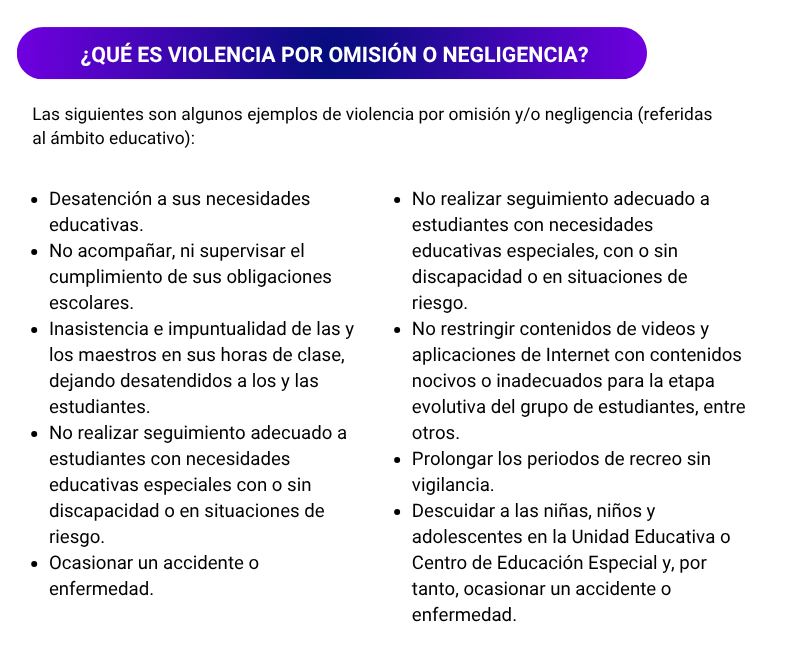 ¿QUÉ ES VIOLENCIA POR OMISIÓN O NEGLIGENCIA?
Las siguientes son algunos ejemplos de violencia por omisión y/o negligencia (referidas
al ámbito educativo):
• Desatención a sus necesidades
educativas.
• No acompañar, ni supervisar el
cumplimiento de sus obligaciones
escolares.
• Inasistencia e impuntualidad de las y
los maestros en sus horas de clase,
dejando desatendidos a los y las
estudiantes.
• No realizar seguimiento adecuado a
estudiantes con necesidades
educativas especiales con o sin
discapacidad o en situaciones de
riesgo.
• Ocasionar un accidente o
enfermedad.
• No realizar seguimiento adecuado a
estudiantes con necesidades
educativas especiales, con o sin
discapacidad o en situaciones de
riesgo.
• No restringir contenidos de videos y
aplicaciones de Internet con contenidos
nocivos o inadecuados para la etapa
evolutiva del grupo de estudiantes, entre
otros.
• Prolongar los periodos de recreo sin
vigilancia.
• Descuidar a las niñas, niños y
adolescentes en la Unidad Educativa o
Centro de Educación Especial y, por
tanto, ocasionar un accidente o
enfermedad.